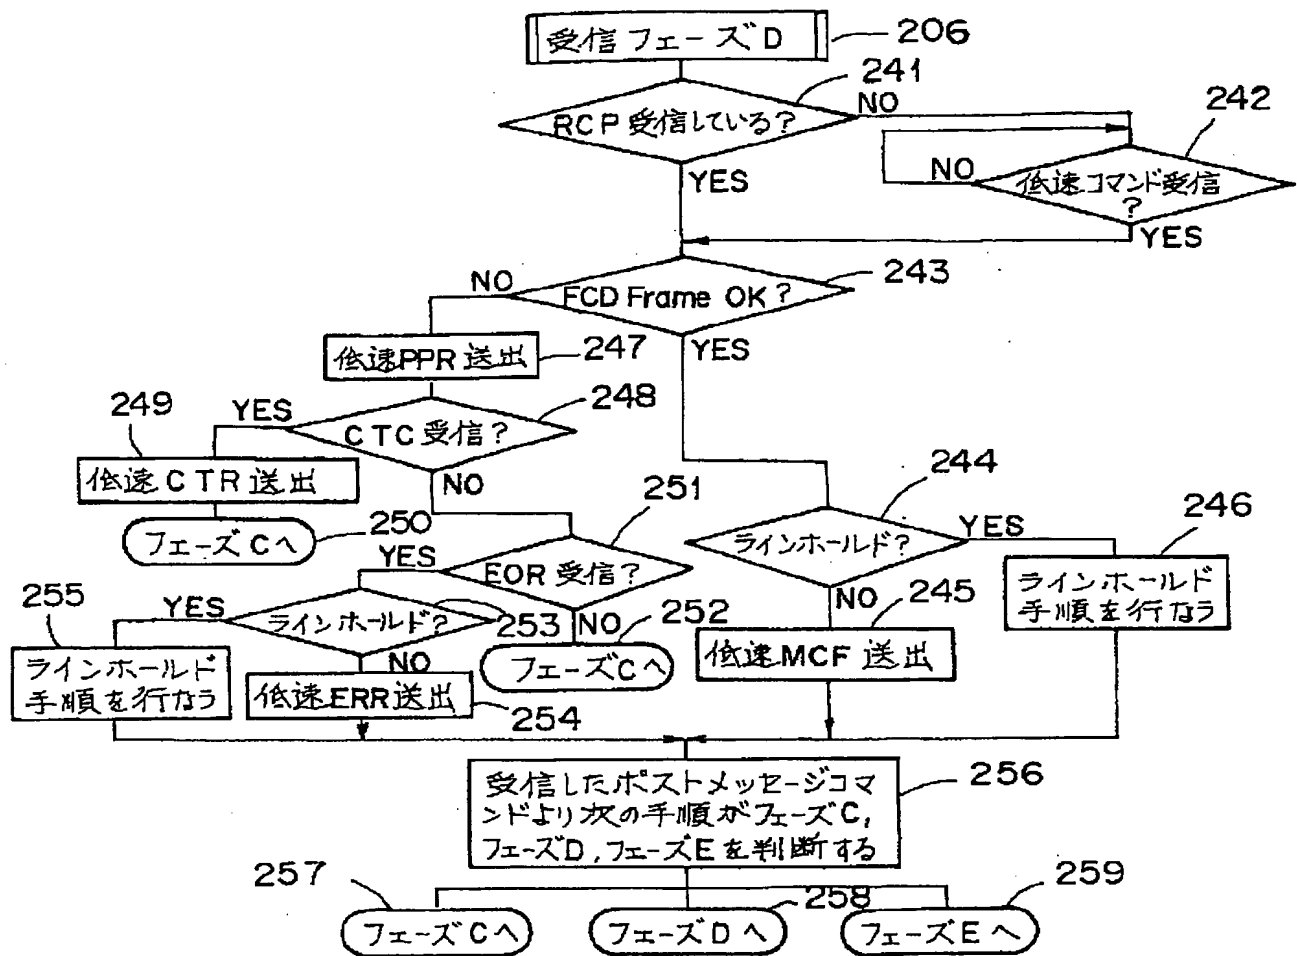 受信フェーズD
206
241
RCP受信している?
NO
242
NO
低速コマンド受信
?
YES
YES
243
NO
FCD Frame OK?
YES
低速PPR送出
247
248
249
YES
CTC受信?
低速CTR送出
NO
244
251
250
フェーズCへ
ラインホールド?
YES
246
YES
EOR受信?
ラインホールド
手順を行なう
255
YES
ラインホールド?
253
NO
252
NO
245
低速MCF送出
フェーズCへ
ラインホールド
手順を行なう
NO
低速ERR送出
254
受信したポストメッセージコマ
ンドより次の手順がフェーズC,
フェーズD,フェーズEを判断する
256
257
258
259
フェーズCへ
フェーズDへ
フェーズEへ